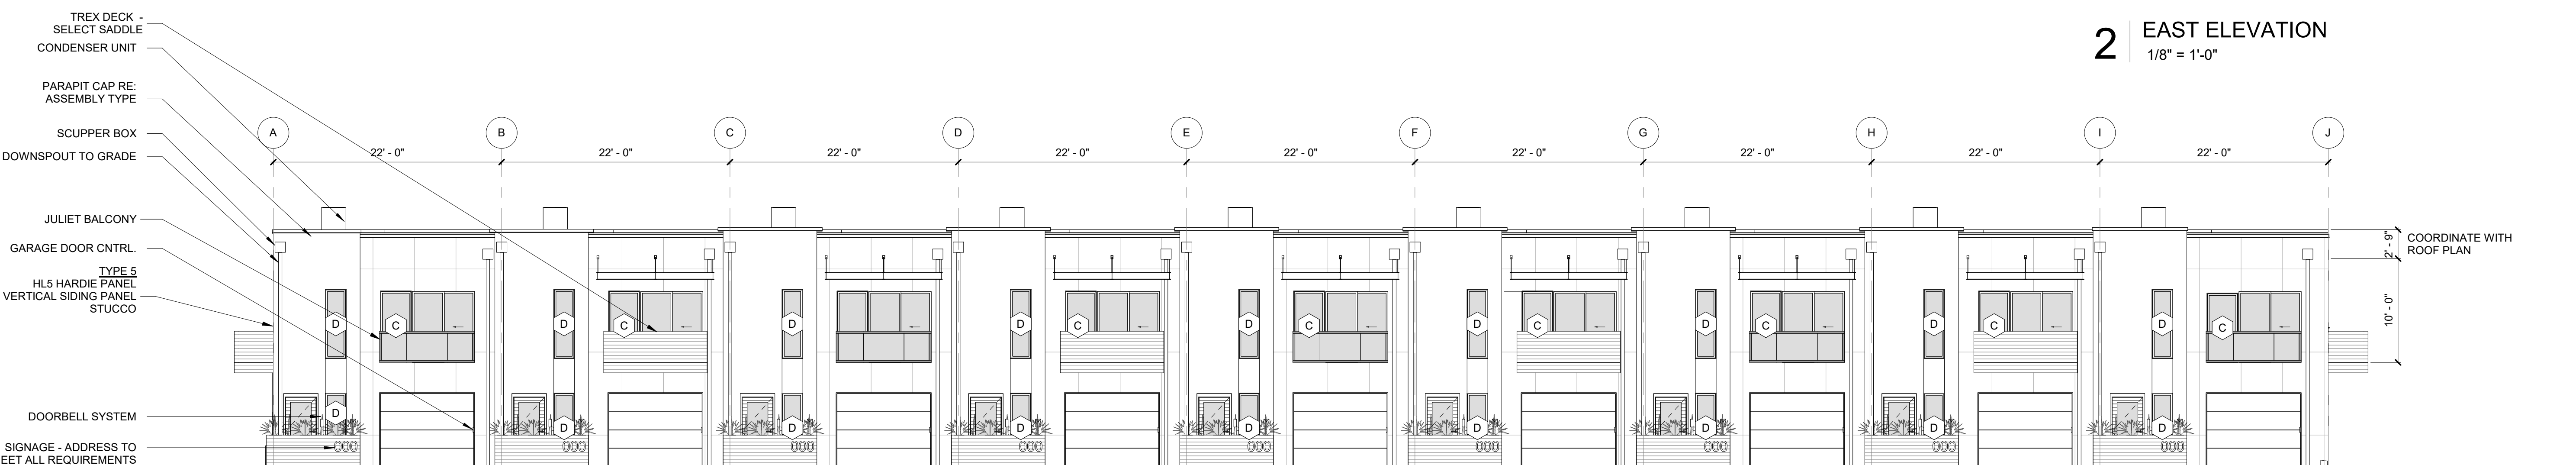 TREX DECK -
SELECT SADDLE
CONDENSER UNIT
PARAPIT CAP RE:
ASSEMBLY TYPE
SCUPPER BOX
DOWNSPOUT TO GRADE
JULIET BALCONY
GARAGE DOOR CNTRL.
TYPE 5
HL5 HARDIE PANEL
VERTICAL SIDING PANEL
STUCCO
DOORBELL SYSTEM
SIGNAGE - ADDRESS TO
EET ALL REQUIREMENTS
2
EAST ELEVATION
1/8" = 1'-0"
A B C D E F G H I J
22' - 0" 22' - 0" 22' - 0" 22' - 0" 22' - 0" 22' - 0" 22' - 0" 22' - 0" 22' - 0"
2' - 9"
COORDINATE WITH
ROOF PLAN
10' - 0"
D C D C D D C D C D C D C D C D C
D D D D D D D D D
000 000 000 000 000 000 000 000 000